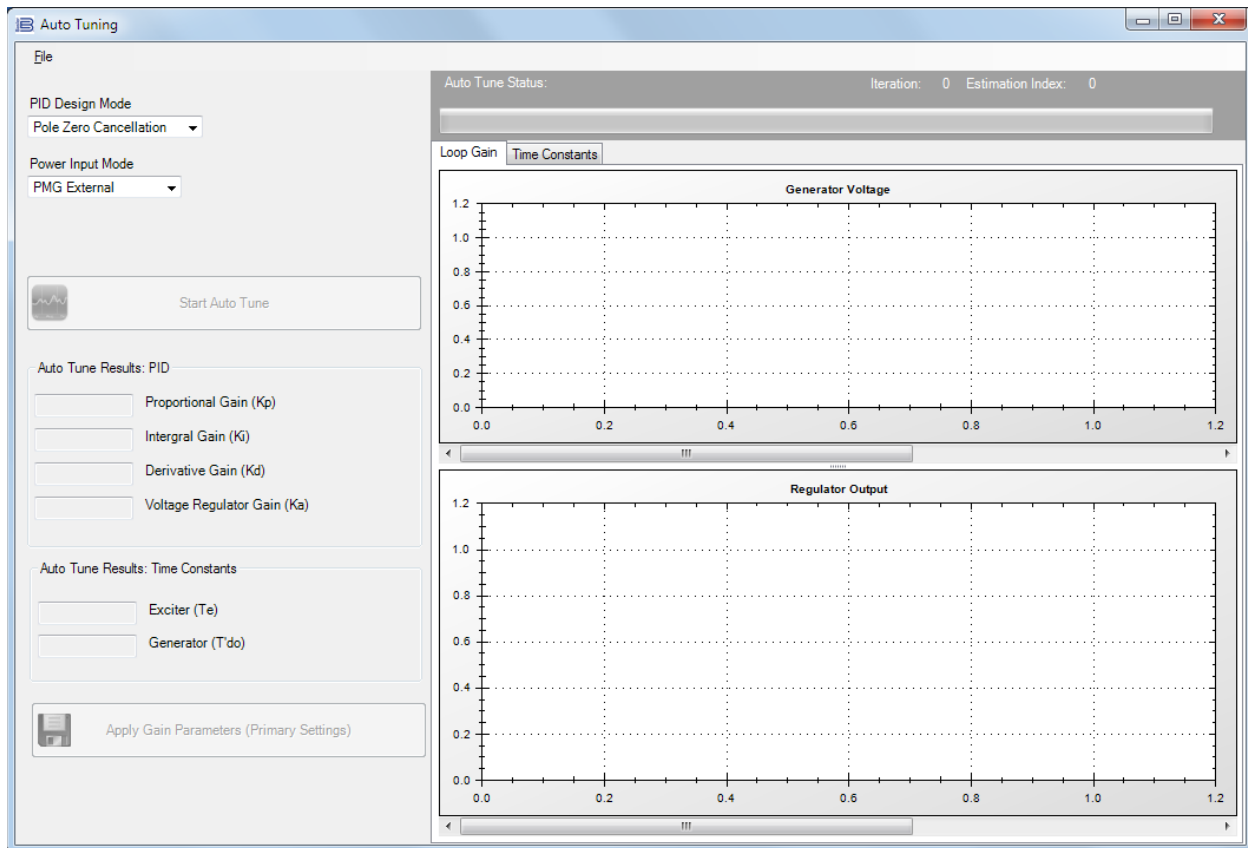 Auto Tuning
File
PID Design Mode
Pole Zero Cancellation
Power Input Mode
PMG External
Start Auto Tune
Auto Tune Results: PID
Proportional Gain (Kp)
Intergral Gain (Ki)
Derivative Gain (Kd)
Voltage Regulator Gain (Ka)
Auto Tune Results: Time Constants
Exciter (Te)
Generator (T'do)
Apply Gain Parameters (Primary Settings)
Auto Tune Status: Iteration: 0 Estimation Index: 0
Loop Gain Time Constants
Generator Voltage
1.2
1.0
0.8
0.6
0.4
0.2
0.0
0.0 0.2 0.4 0.6 0.8 1.0 1.2
Regulator Output
1.2
1.0
0.8
0.6
0.4
0.2
0.0
0.0 0.2 0.4 0.6 0.8 1.0 1.2